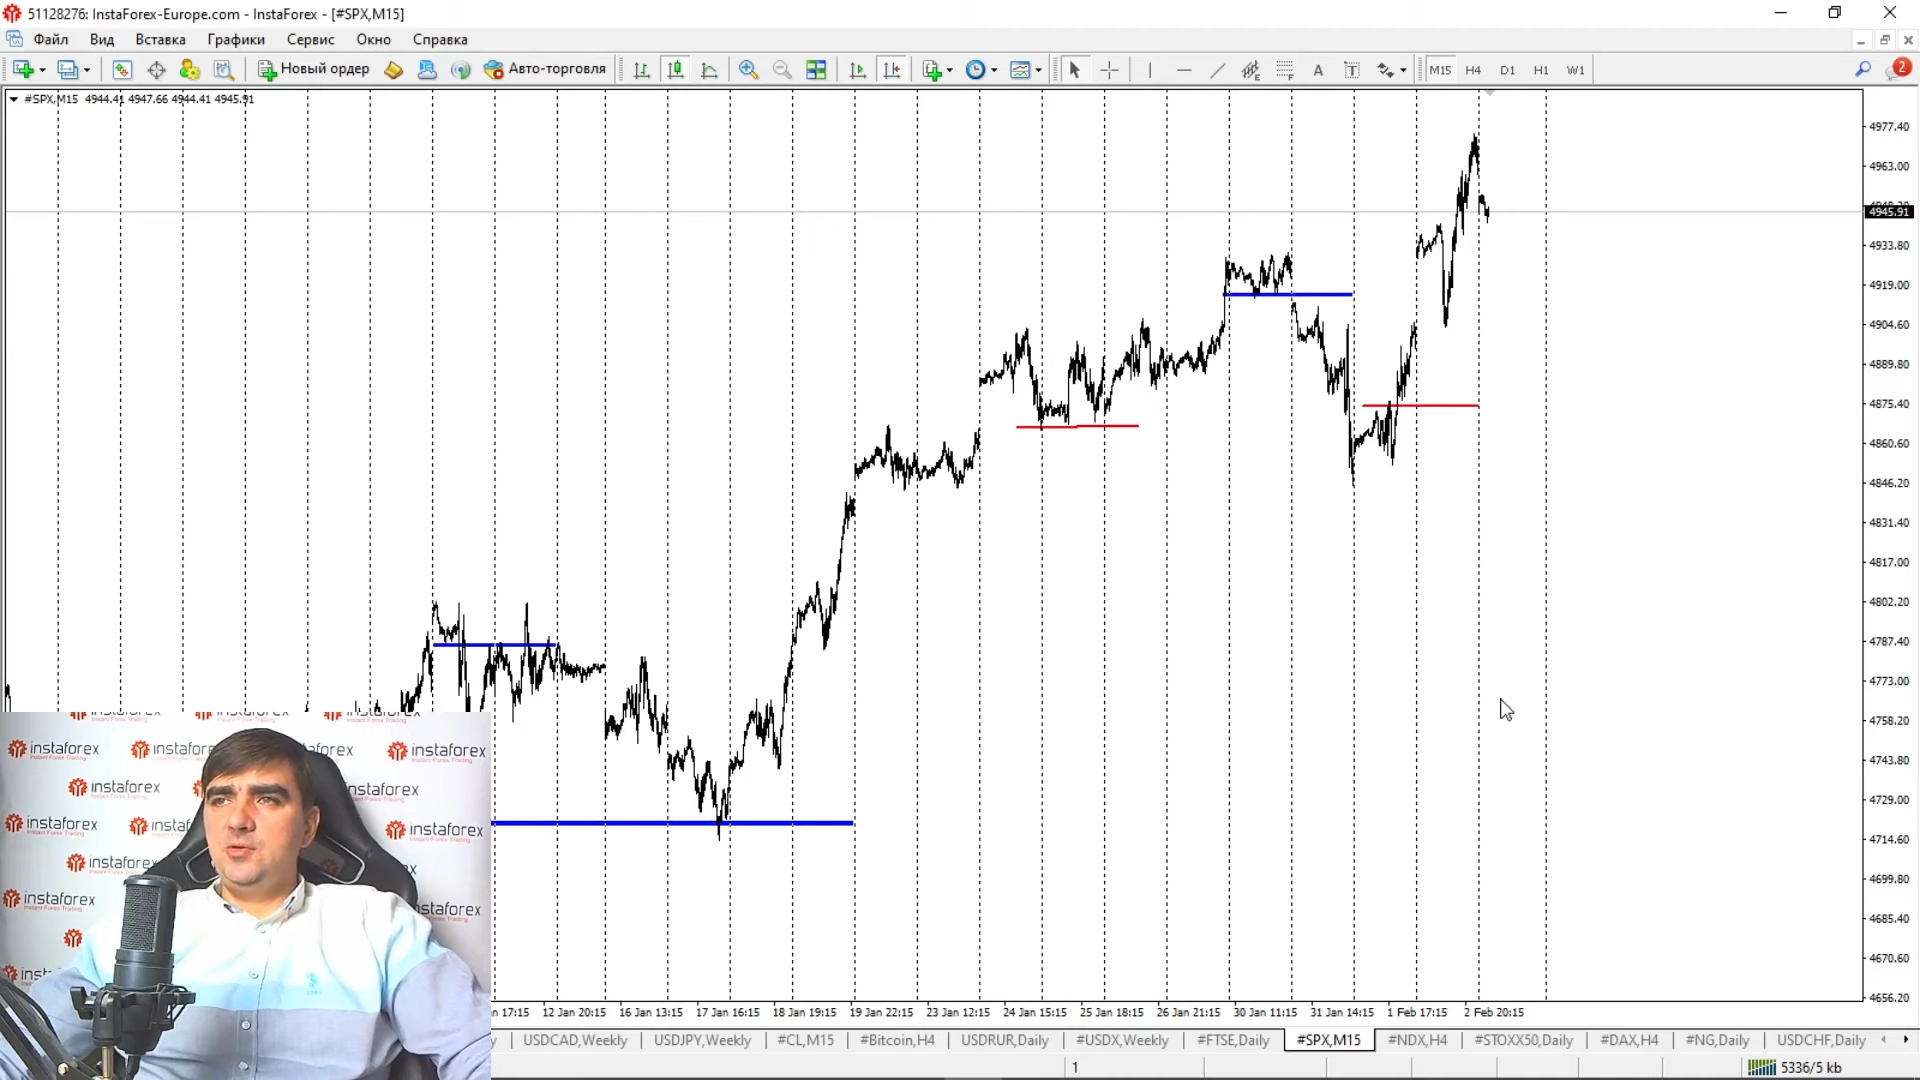 51128276: InstaForex-Europe.com - InstaForex - [#SPX,M15]
Файл Вид Вставка Графики Сервис Окно Справка
Новый ордер Авто-торговля M15 H4 D1 H1 W1 2
#SPX,M15 4944.41 4947.66 4944.41 4945.91
4977.40
4963.00
4945.91
4933.80
4919.00
4904.60
4889.80
4875.40
4860.60
4846.20
4831.40
4817.00
4802.20
4787.40
4773.00
4758.20
4743.80
4729.00
4714.60
4699.80
4685.40
4670.60
4656.20
instaforex
Instant Forex Trading
instaforex
instaforex
instaforex
instaforex
instaforex
instaforex
instaforex
17:15 12 Jan 20:15 16 Jan 13:15 17 Jan 16:15 18 Jan 19:15 19 Jan 22:15 23 Jan 12:15 24 Jan 15:15 25 Jan 18:15 26 Jan 21:15 30 Jan 11:15 31 Jan 14:15 1 Feb 17:15 2 Feb 20:15
USDCAD,Weekly USDJPY,Weekly #CL,M15 #Bitcoin,H4 USDRUR,Daily #USDX,Weekly #FTSE,Daily #SPX,M15 #NDX,H4 #STOXX50,Daily #DAX,H4 #NG,Daily USDCHF,Daily
1 5336/5 kb